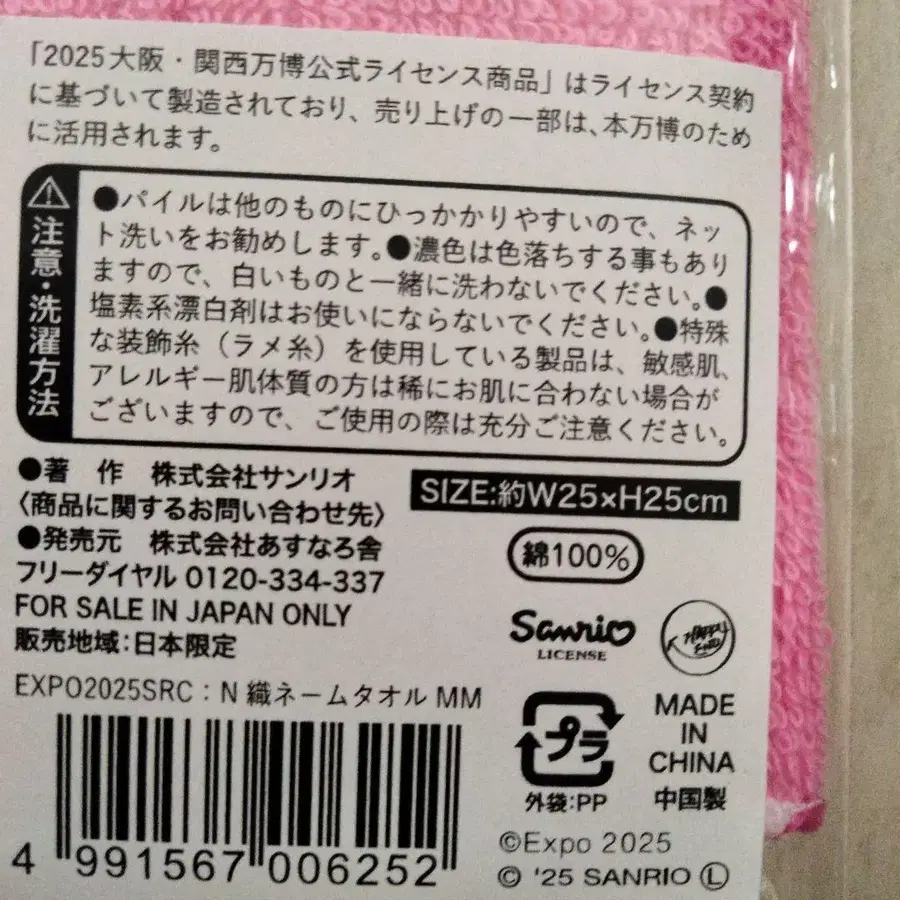 「2025大阪・関西万博公式ライセンス商品」はライセンス契約
に基づいて製造されており、売り上げの一部は、本万博のため
に活用されます。
注意・洗濯方法
●パイルは他のものにひっかかりやすいので、ネッ
ト洗いをお勧めします。●濃色は色落ちする事もあり
ますので、白いものと一緒に洗わないでください。●
塩素系漂白剤はお使いにならないでください。●特殊
な装飾糸（ラメ糸）を使用している製品は、敏感肌、
アレルギー肌体質の方は稀にお肌に合わない場合が
ございますので、ご使用の際は充分ご注意ください。
●著 作 株式会社サンリオ
〈商品に関するお問い合わせ先〉
●発売元 株式会社あすなろ舎
フリーダイヤル 0120-334-337
FOR SALE IN JAPAN ONLY
販売地域:日本限定
EXPO2025SRC：N 織ネームタオル MM
4 991567 006252
SIZE:約W25×H25cm
綿100%
Sanrio
LICENSE
HAPPY
END
プラ
外袋:PP
MADE
IN
CHINA
中国製
©Expo 2025
© '25 SANRIO Ⓛ